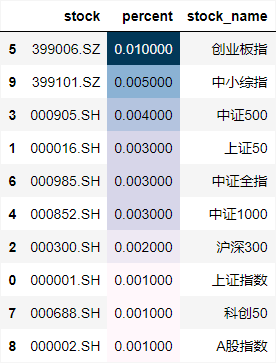 stock percent stock_name
5 399006.SZ 0.010000 创业板指
9 399101.SZ 0.005000 中小综指
3 000905.SH 0.004000 中证500
1 000016.SH 0.003000 上证50
6 000985.SH 0.003000 中证全指
4 000852.SH 0.003000 中证1000
2 000300.SH 0.002000 沪深300
0 000001.SH 0.001000 上证指数
7 000688.SH 0.001000 科创50
8 000002.SH 0.001000 A股指数